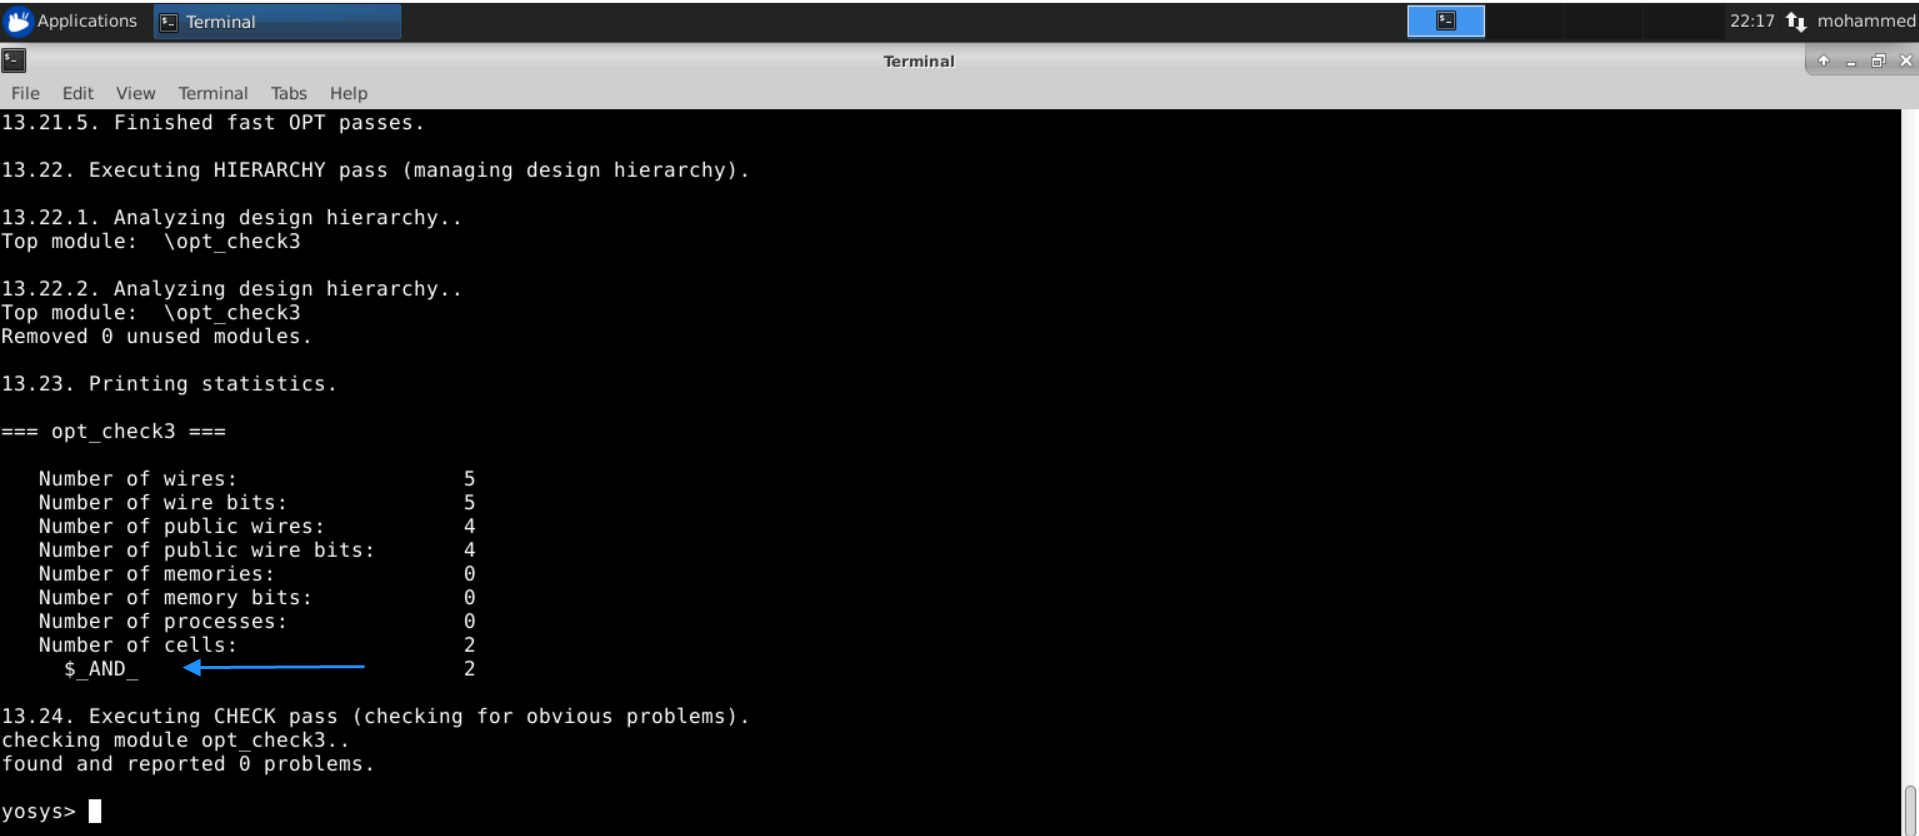 Applications Terminal 22:17 mohammed
Terminal
File Edit View Terminal Tabs Help
13.21.5. Finished fast OPT passes.
13.22. Executing HIERARCHY pass (managing design hierarchy).
13.22.1. Analyzing design hierarchy..
Top module:  \opt_check3
13.22.2. Analyzing design hierarchy..
Top module:  \opt_check3
Removed 0 unused modules.
13.23. Printing statistics.
=== opt_check3 ===
Number of wires: 5
Number of wire bits: 5
Number of public wires: 4
Number of public wire bits: 4
Number of memories: 0
Number of memory bits: 0
Number of processes: 0
Number of cells: 2
$_AND_ 2
13.24. Executing CHECK pass (checking for obvious problems).
checking module opt_check3..
found and reported 0 problems.
yosys>